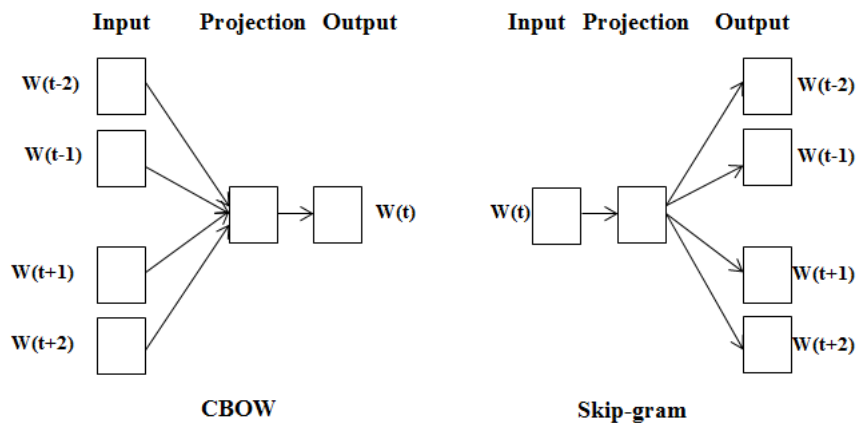 Input Projection Output
W(t-2)
W(t-1)
W(t)
W(t+1)
W(t+2)
CBOW
Input Projection Output
W(t-2)
W(t-1)
W(t)
W(t+1)
W(t+2)
Skip-gram